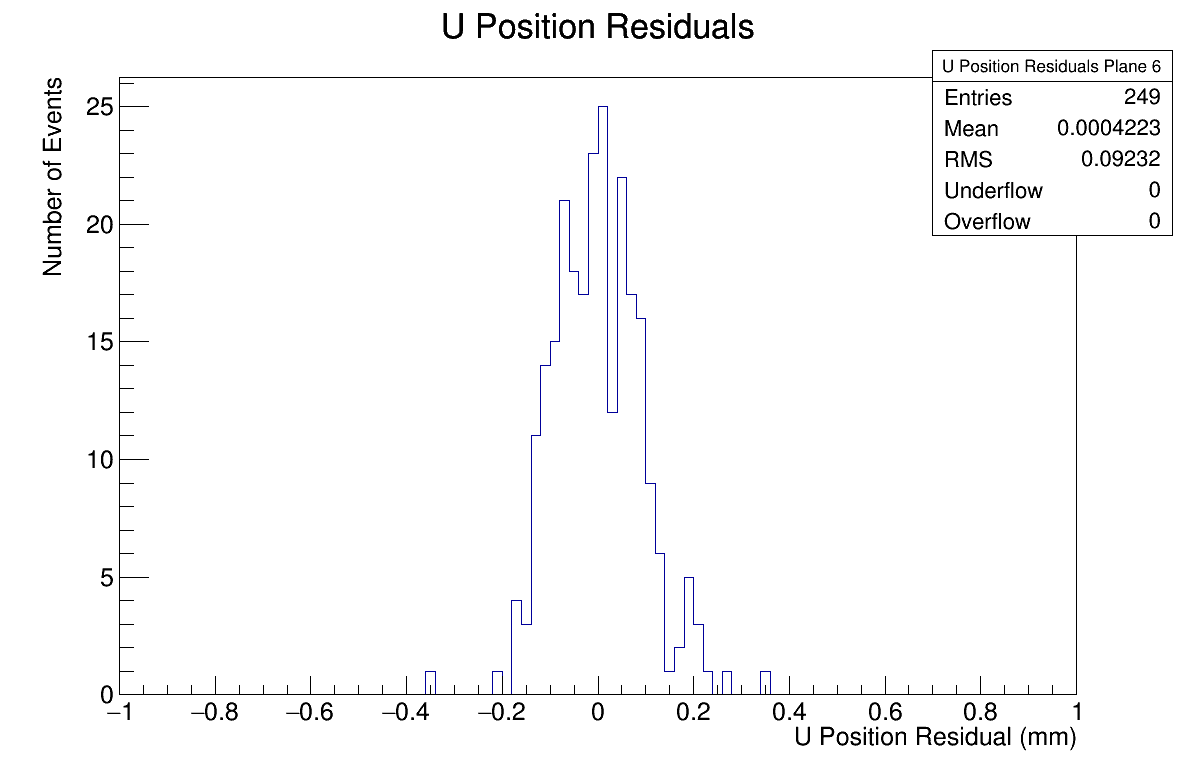 U Position Residuals
U Position Residuals Plane 6
Entries 249
Mean 0.0004223
RMS 0.09232
Underflow 0
Overflow 0
Number of Events
25
20
15
10
5
0
−1 −0.8 −0.6 −0.4 −0.2 0 0.2 0.4 0.6 0.8 1
U Position Residual (mm)